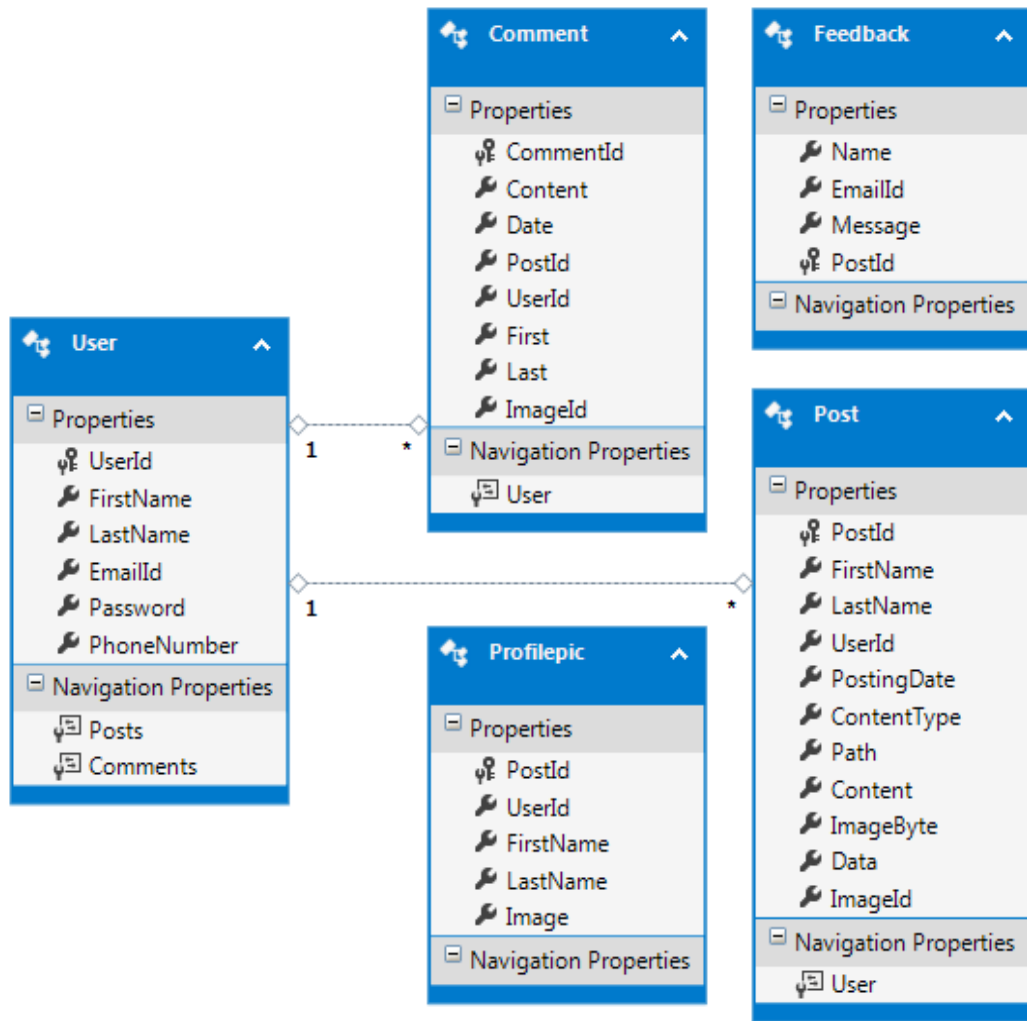 Comment
Properties
CommentId
Content
Date
PostId
UserId
First
Last
ImageId
Navigation Properties
User
Feedback
Properties
Name
EmailId
Message
PostId
Navigation Properties
User
Properties
UserId
FirstName
LastName
EmailId
Password
PhoneNumber
Navigation Properties
Posts
Comments
1
*
1
*
Profilepic
Properties
PostId
UserId
FirstName
LastName
Image
Navigation Properties
Post
Properties
PostId
FirstName
LastName
UserId
PostingDate
ContentType
Path
Content
ImageByte
Data
ImageId
Navigation Properties
User